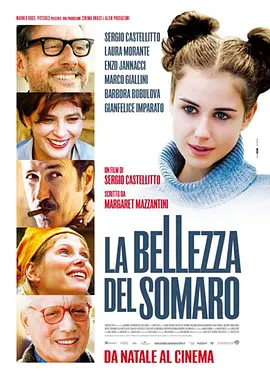 SERGIO CASTELLITTO
LAURA MORANTE
ENZO JANNACCI
MARCO GIALLINI
BARBORA BOBULOVA
GIANFELICE IMPARATO
UN FILM DI
SERGIO CASTELLITTO
SCRITTO DA
MARGARET MAZZANTINI
LA BELLEZZA
DEL SOMARO
DA NATALE AL CINEMA